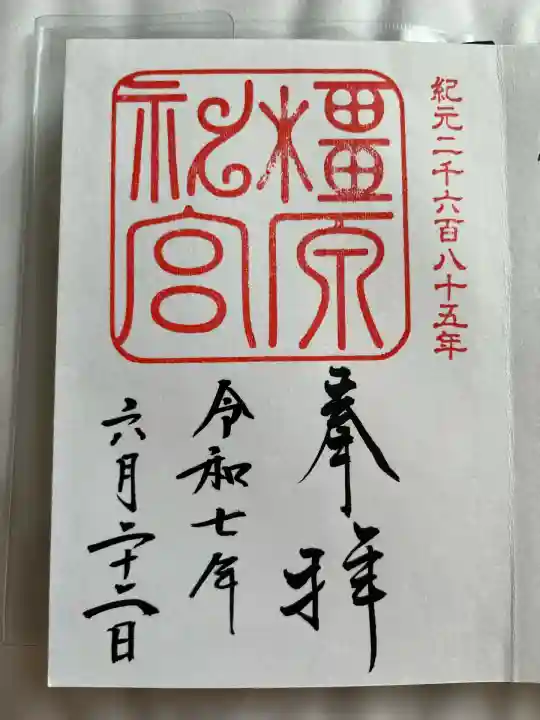 紀元二千六百八十五年
橿原
神宮
奉拝
令和七年
六月二十二日